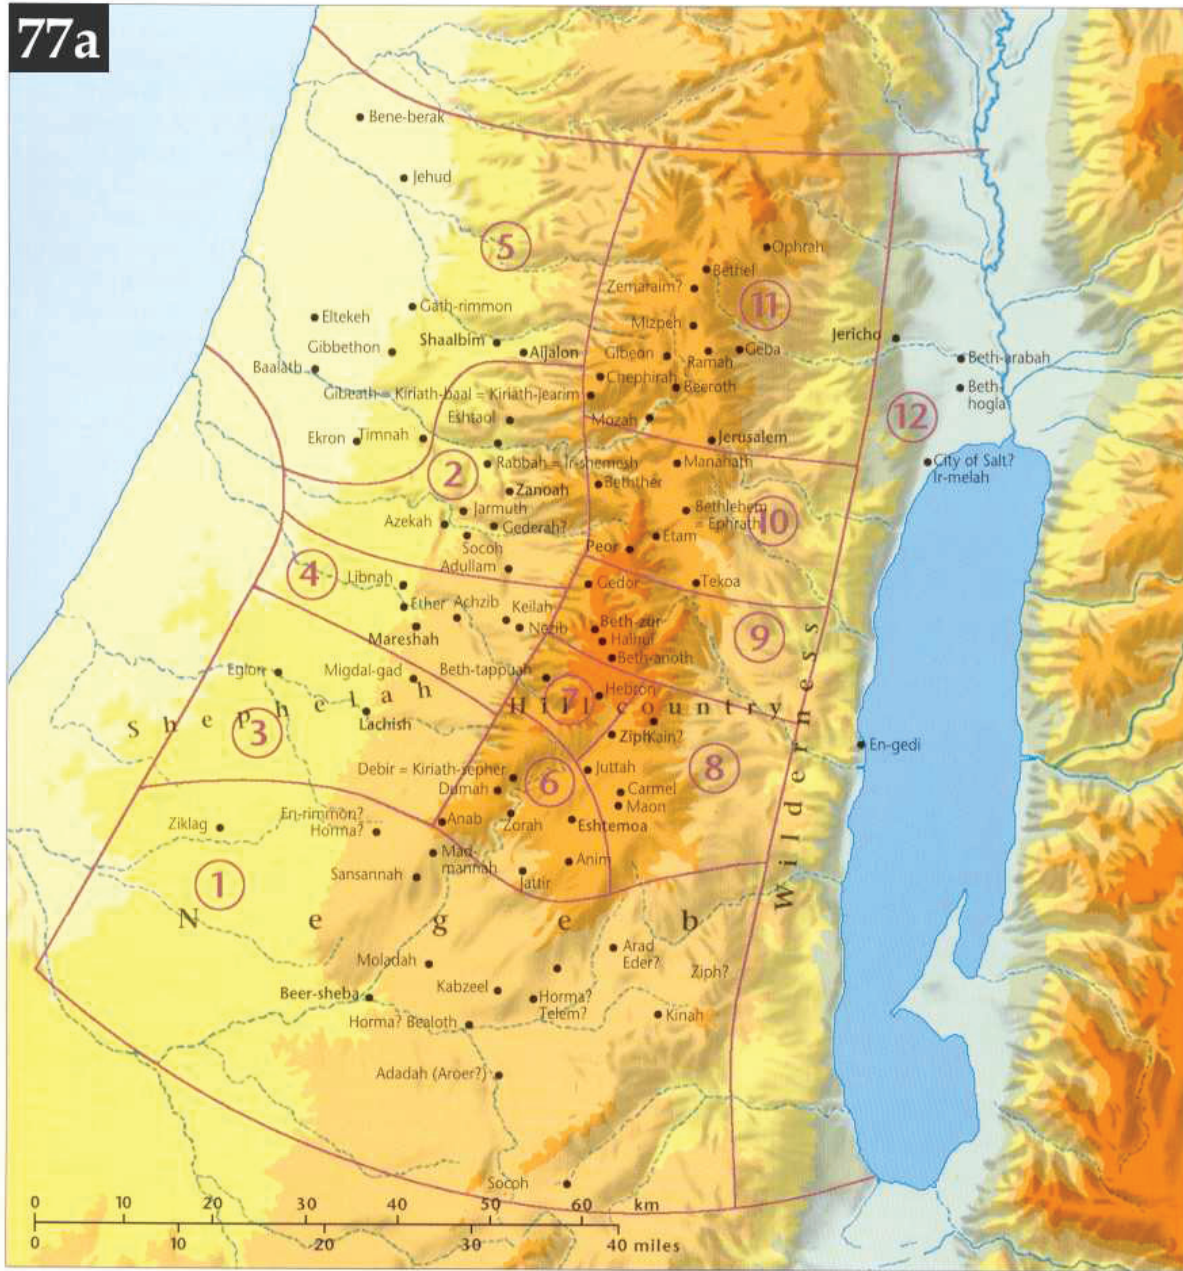 77a
Bene-berak
Jehud
5
Ophrah
Bethel
Zemaraim?
11
Gath-rimmon
Eltekeh
Mizpeh
Shaalbim
Jericho
Gibbethon
Aijalon
Gibeon
Ramah
Geba
Beth-arabah
Baalath
Chephirah
Beeroth
Beth-
hogla
Gibeath = Kiriath-baal = Kiriath-jearim
Eshtaol
Mozah
12
Ekron
Timnah
Jerusalem
2
Rabbah = Ir-shemesh
Manahath
City of Salt?
Ir-melah
Zanoah
Bethther
Jarmuth
Bethlehem
= Ephrath
10
Azekah
Gederah?
Socoh
Peor
Etam
Adullam
4
Libnah
Gedor
Tekoa
Ether
Achzib
Keilah
Nezib
Beth-zur
9
Mareshah
Halhul
Beth-anoth
Eglon
Migdal-gad
Beth-tappuah
7
Hebron
Shephelah
Hill country
Wilderness
Lachish
3
Ziph
Kain?
En-gedi
8
Debir = Kiriath-sepher
Juttah
6
Dumah
Carmel
Maon
En-rimmon?
Horma?
Anab
Zorah
Eshtemoa
Ziklag
Mad-
mannah
Anim
1
Sansannah
Jattir
Negeb
Arad
Eder?
Moladah
Ziph?
Kabzeel
Beer-sheba
Horma?
Telem?
Kinah
Horma? Bealoth
Adadah (Aroer?)
Socoh
0 10 20 30 40 50 60 km
0 10 20 30 40 miles